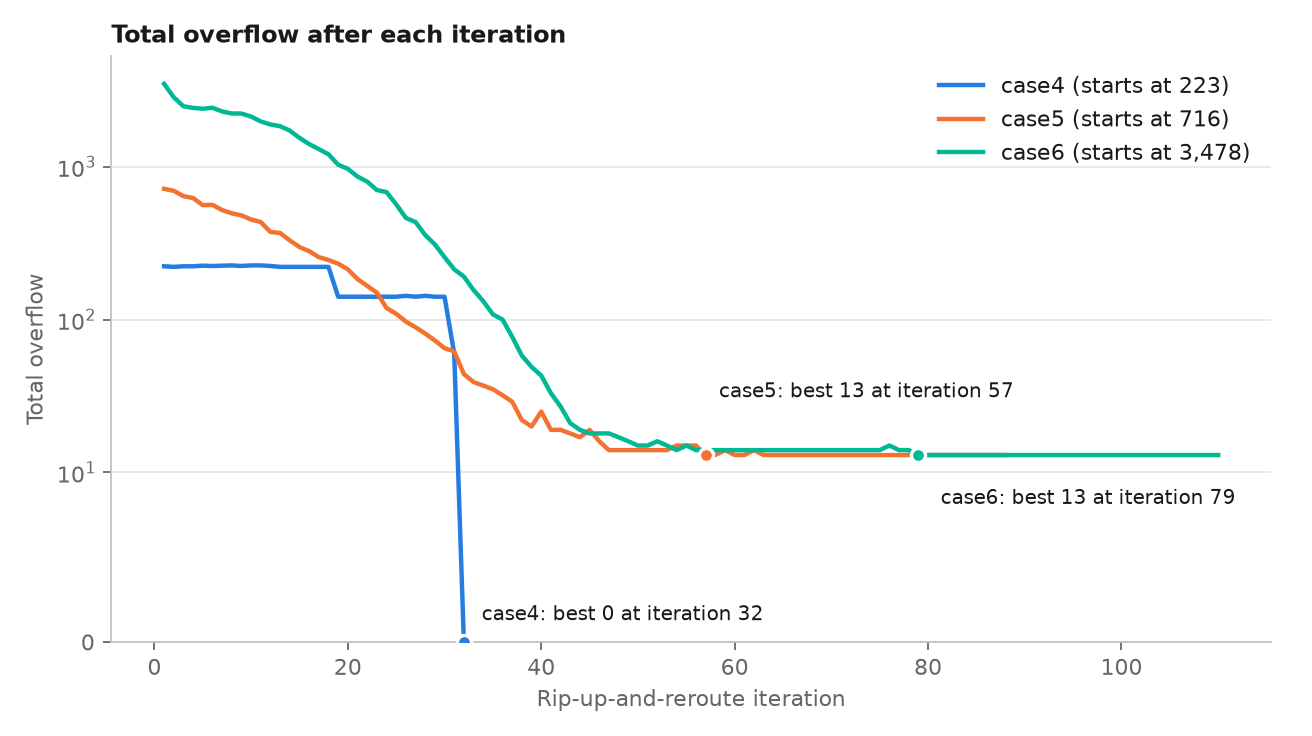 Total overflow after each iteration
case4 (starts at 223)
case5 (starts at 716)
case6 (starts at 3,478)
Total overflow
10³
10²
10¹
0
case5: best 13 at iteration 57
case6: best 13 at iteration 79
case4: best 0 at iteration 32
0 20 40 60 80 100
Rip-up-and-reroute iteration